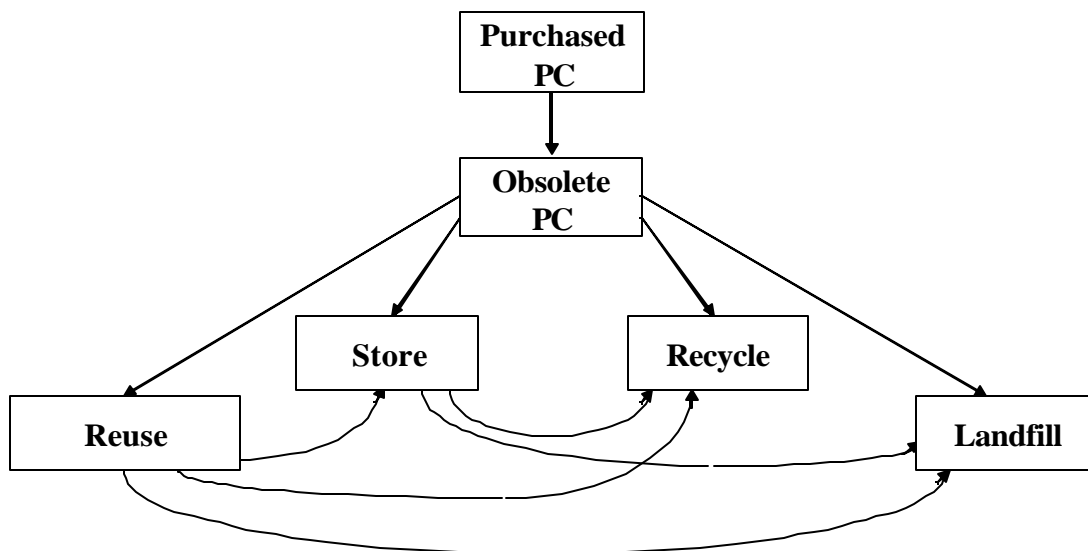 Purchased
PC
Obsolete
PC
Store
Recycle
Reuse
Landfill